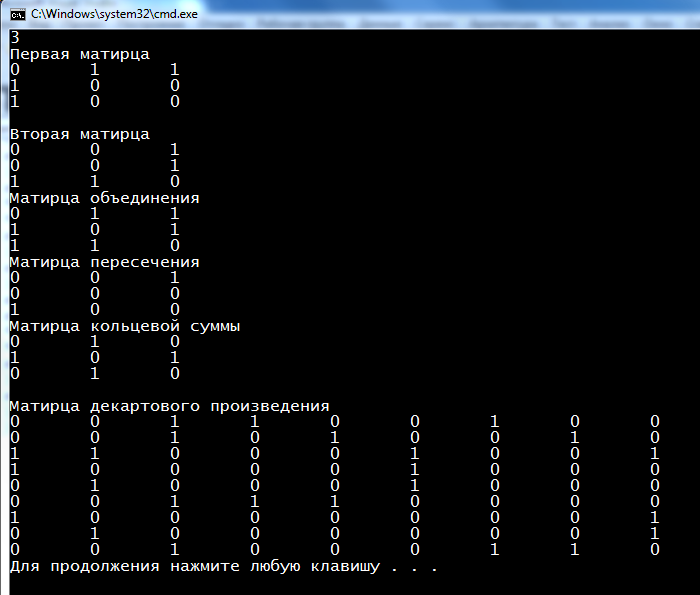 C:\Windows\system32\cmd.exe
3
Первая матирца
0 1 1
1 0 0
1 0 0
Вторая матирца
0 0 1
0 0 1
1 1 0
Матирца объединения
0 1 1
1 0 1
1 1 0
Матирца пересечения
0 0 1
0 0 0
1 0 0
Матирца кольцевой суммы
0 1 0
1 0 1
0 1 0
Матирца декартового произведения
0 0 1 1 0 0 1 0 0
0 0 1 0 1 0 0 1 0
1 1 0 0 0 1 0 0 1
1 0 0 0 0 1 0 0 0
0 1 0 0 0 1 0 0 0
0 0 1 1 1 0 0 0 0
1 0 0 0 0 0 0 0 1
0 1 0 0 0 0 0 0 1
0 0 1 0 0 0 1 1 0
Для продолжения нажмите любую клавишу . . .